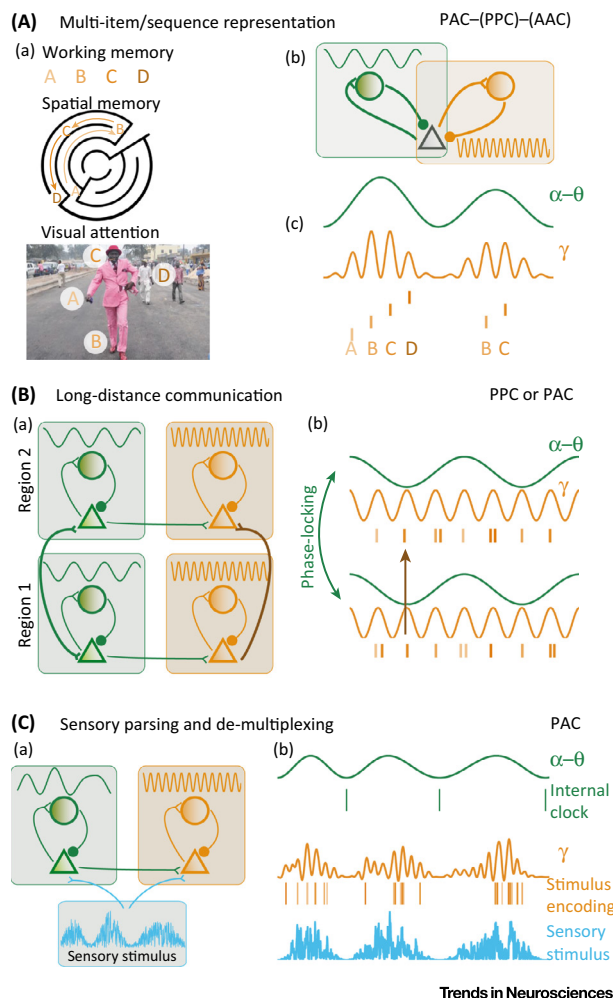 (A) Multi-item/sequence representation PAC–(PPC)–(AAC)
(a) Working memory
A B C D
Spatial memory
C B
D A
Visual attention
C
A D
B
(b)
α–θ
(c)
γ
A B C D B C
(B) Long-distance communication PPC or PAC
(a)
Region 2
Region 1
(b)
α–θ
γ
Phase-locking
(C) Sensory parsing and de-multiplexing PAC
(a)
Sensory stimulus
(b)
α–θ
Internal
clock
γ
Stimulus
encoding
Sensory
stimulus
Trends in Neurosciences